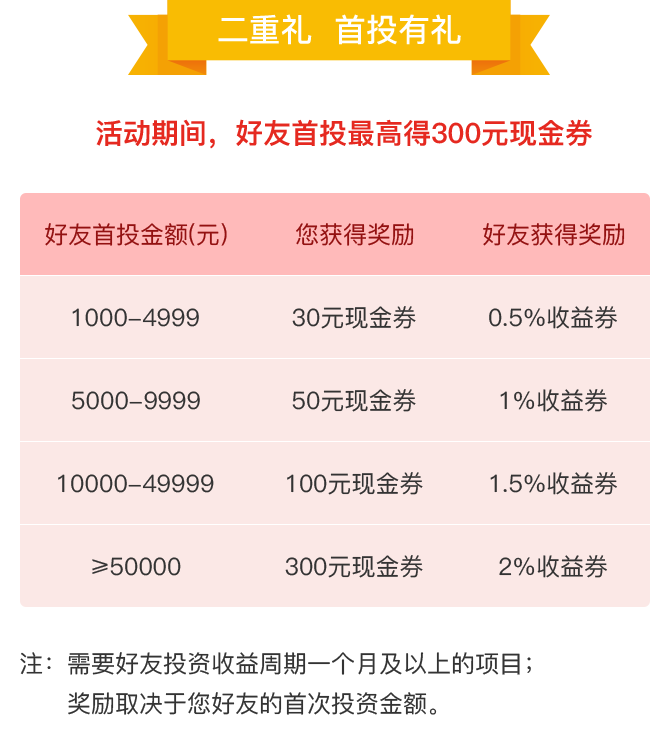 二重礼 首投有礼
活动期间，好友首投最高得300元现金券
好友首投金额(元) 您获得奖励 好友获得奖励
1000-4999 30元现金券 0.5%收益券
5000-9999 50元现金券 1%收益券
10000-49999 100元现金券 1.5%收益券
≥50000 300元现金券 2%收益券
注：需要好友投资收益周期一个月及以上的项目；
奖励取决于您好友的首次投资金额。